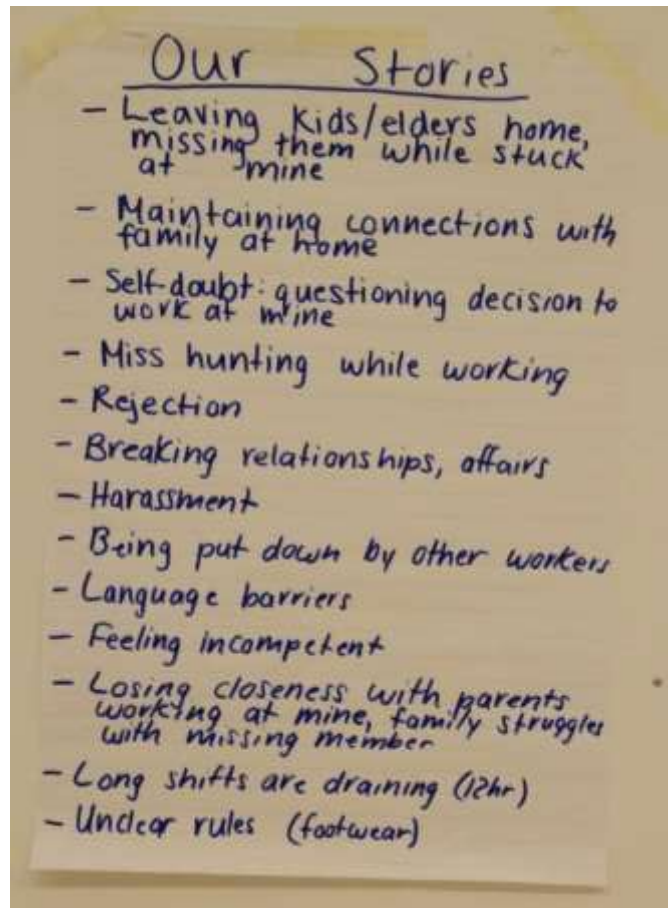 Our Stories
- Leaving kids/elders home,
missing them while stuck
at mine
- Maintaining connections with
family at home
- Self-doubt: questioning decision to
work at mine
- Miss hunting while working
- Rejection
- Breaking relationships, affairs
- Harassment
- Being put down by other workers
- Language barriers
- Feeling incompetent
- Losing closeness with parents
working at mine, family struggles
with missing member
- Long shifts are draining (12hr)
- Unclear rules (footwear)